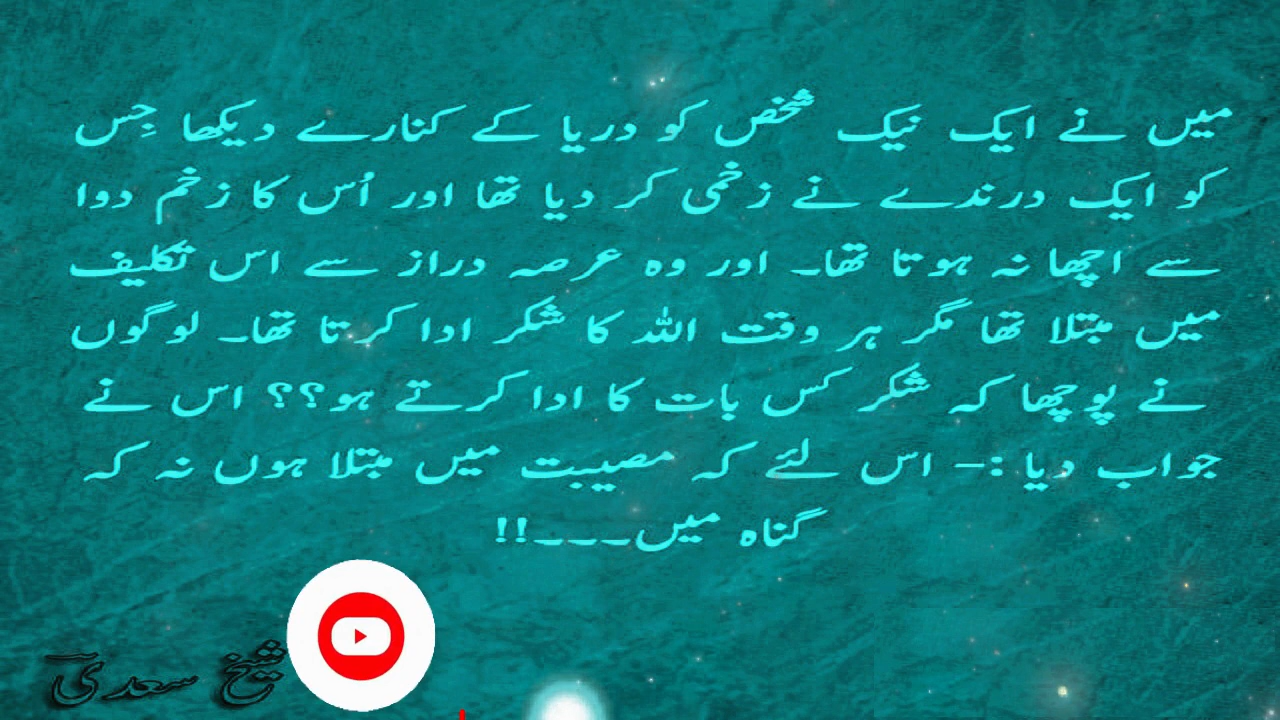 میں نے ایک نیک شخص کو دریا کے کنارے دیکھا جِس
کو ایک درندے نے زخمی کر دیا تھا اور اُس کا زخم دوا
سے اچھا نہ ہوتا تھا۔ اور وہ عرصہ دراز سے اس تکلیف
میں مبتلا تھا مگر ہر وقت اللہ کا شکر ادا کرتا تھا۔ لوگوں
نے پوچھا کہ شکر کس بات کا ادا کرتے ہو؟؟ اس نے
جواب دیا :- اس لئے کہ مصیبت میں مبتلا ہوں نہ کہ
گناہ میں۔۔۔!!
شیخ سعدیؒ